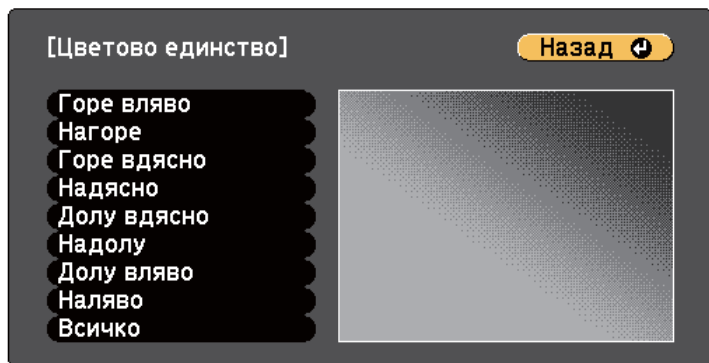 [Цветово единство]
Назад
Горе вляво
Нагоре
Горе вдясно
Надясно
Долу вдясно
Надолу
Долу вляво
Наляво
Всичко